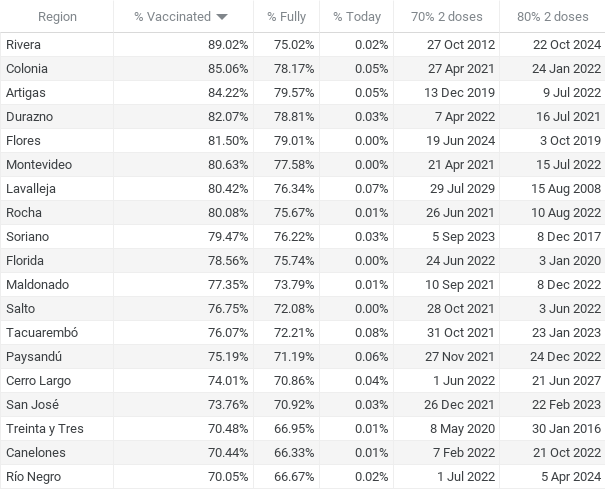 Region % Vaccinated % Fully % Today 70% 2 doses 80% 2 doses
Rivera 89.02% 75.02% 0.02% 27 Oct 2012 22 Oct 2024
Colonia 85.06% 78.17% 0.05% 27 Apr 2021 24 Jan 2022
Artigas 84.22% 79.57% 0.05% 13 Dec 2019 9 Jul 2022
Durazno 82.07% 78.81% 0.03% 7 Apr 2022 16 Jul 2021
Flores 81.50% 79.01% 0.00% 19 Jun 2024 3 Oct 2019
Montevideo 80.63% 77.58% 0.00% 21 Apr 2021 15 Jul 2022
Lavalleja 80.42% 76.34% 0.07% 29 Jul 2029 15 Aug 2008
Rocha 80.08% 75.67% 0.01% 26 Jun 2021 10 Aug 2022
Soriano 79.47% 76.22% 0.03% 5 Sep 2023 8 Dec 2017
Florida 78.56% 75.74% 0.00% 24 Jun 2022 3 Jan 2020
Maldonado 77.35% 73.79% 0.01% 10 Sep 2021 8 Dec 2022
Salto 76.75% 72.08% 0.00% 28 Oct 2021 3 Jun 2022
Tacuarembó 76.07% 72.21% 0.08% 31 Oct 2021 23 Jan 2023
Paysandú 75.19% 71.19% 0.06% 27 Nov 2021 24 Dec 2022
Cerro Largo 74.01% 70.86% 0.04% 1 Jun 2022 21 Jun 2027
San José 73.76% 70.92% 0.03% 26 Dec 2021 22 Feb 2023
Treinta y Tres 70.48% 66.95% 0.01% 8 May 2020 30 Jan 2016
Canelones 70.44% 66.33% 0.01% 7 Feb 2022 21 Oct 2022
Río Negro 70.05% 66.67% 0.02% 1 Jul 2022 5 Apr 2024